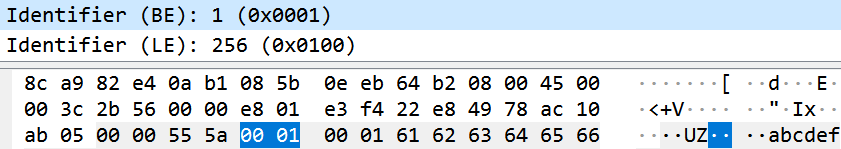 Identifier (BE): 1 (0x0001)
Identifier (LE): 256 (0x0100)
8c a9 82 e4 0a b1 08 5b 0e eb 64 b2 08 00 45 00 ·······[ ··d···E·
00 3c 2b 56 00 00 e8 01 e3 f4 22 e8 49 78 ac 10 ·<+V···· ··"·Ix··
ab 05 00 00 55 5a 00 01 00 01 61 62 63 64 65 66 ····UZ·· ··abcdef